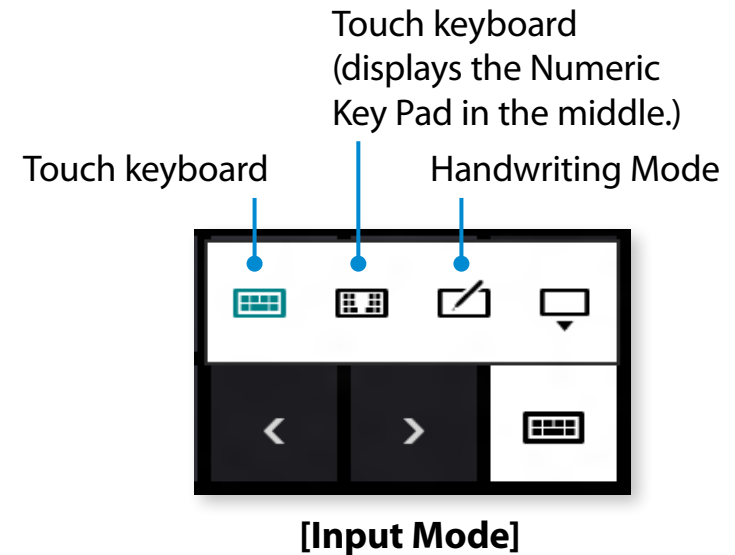 Touch keyboard
(displays the Numeric
Key Pad in the middle.)
Touch keyboard
Handwriting Mode
[Input Mode]